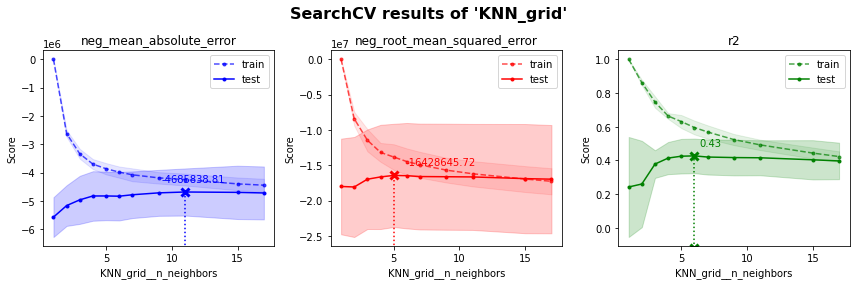 SearchCV results of 'KNN_grid'
neg_mean_absolute_error
1e6
0
−1
−2
−3
−4
−5
−6
Score
train
test
-4685838.81
5
10
15
KNN_grid__n_neighbors
neg_root_mean_squared_error
1e7
0.0
−0.5
−1.0
−1.5
−2.0
−2.5
Score
train
test
-16428645.72
5
10
15
KNN_grid__n_neighbors
r2
1.0
0.8
0.6
0.4
0.2
0.0
Score
train
test
0.43
5
10
15
KNN_grid__n_neighbors